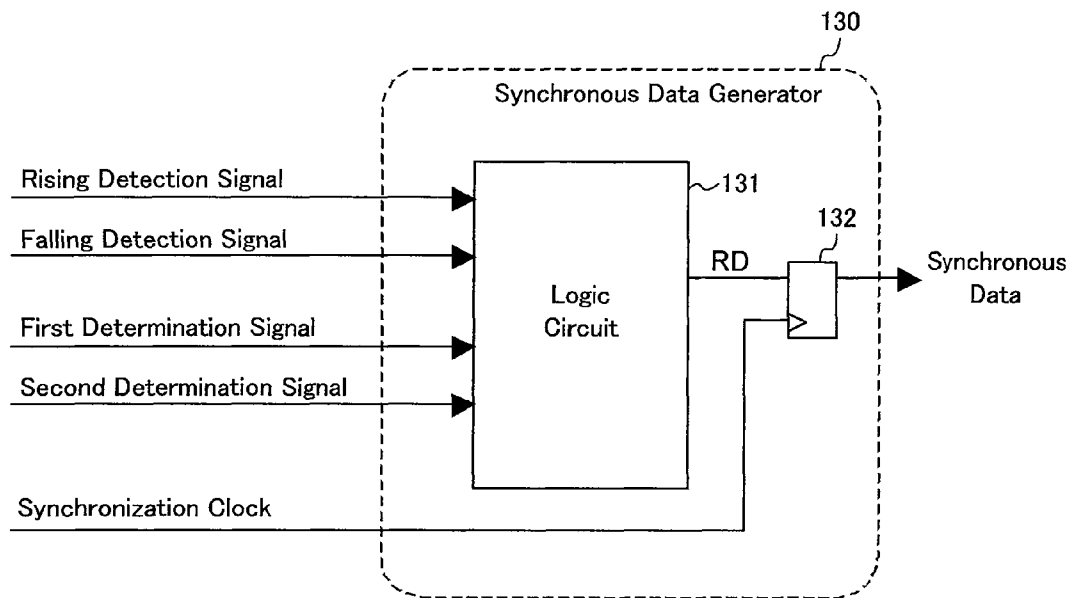 130
Synchronous Data Generator
Rising Detection Signal
131
Falling Detection Signal
132
RD
Synchronous
Data
Logic
Circuit
First Determination Signal
Second Determination Signal
Synchronization Clock